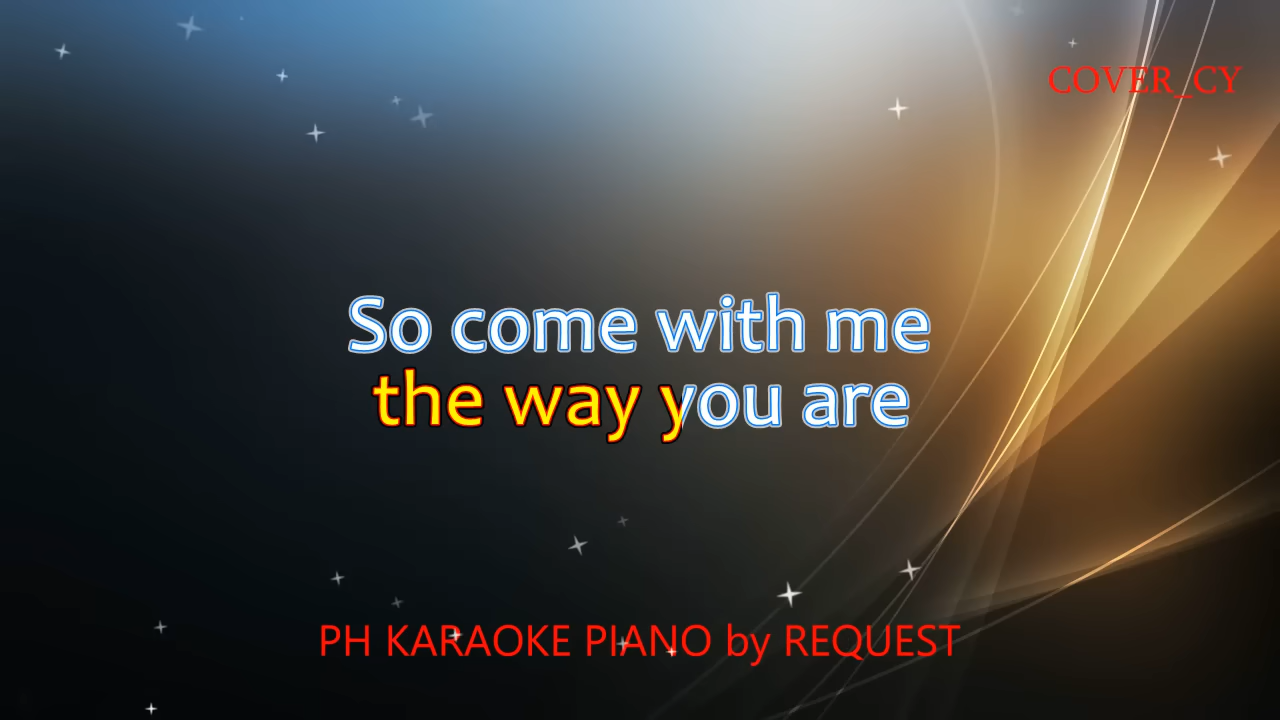 COVER_CY
So come with me
the way you are
PH KARAOKE PIANO by REQUEST